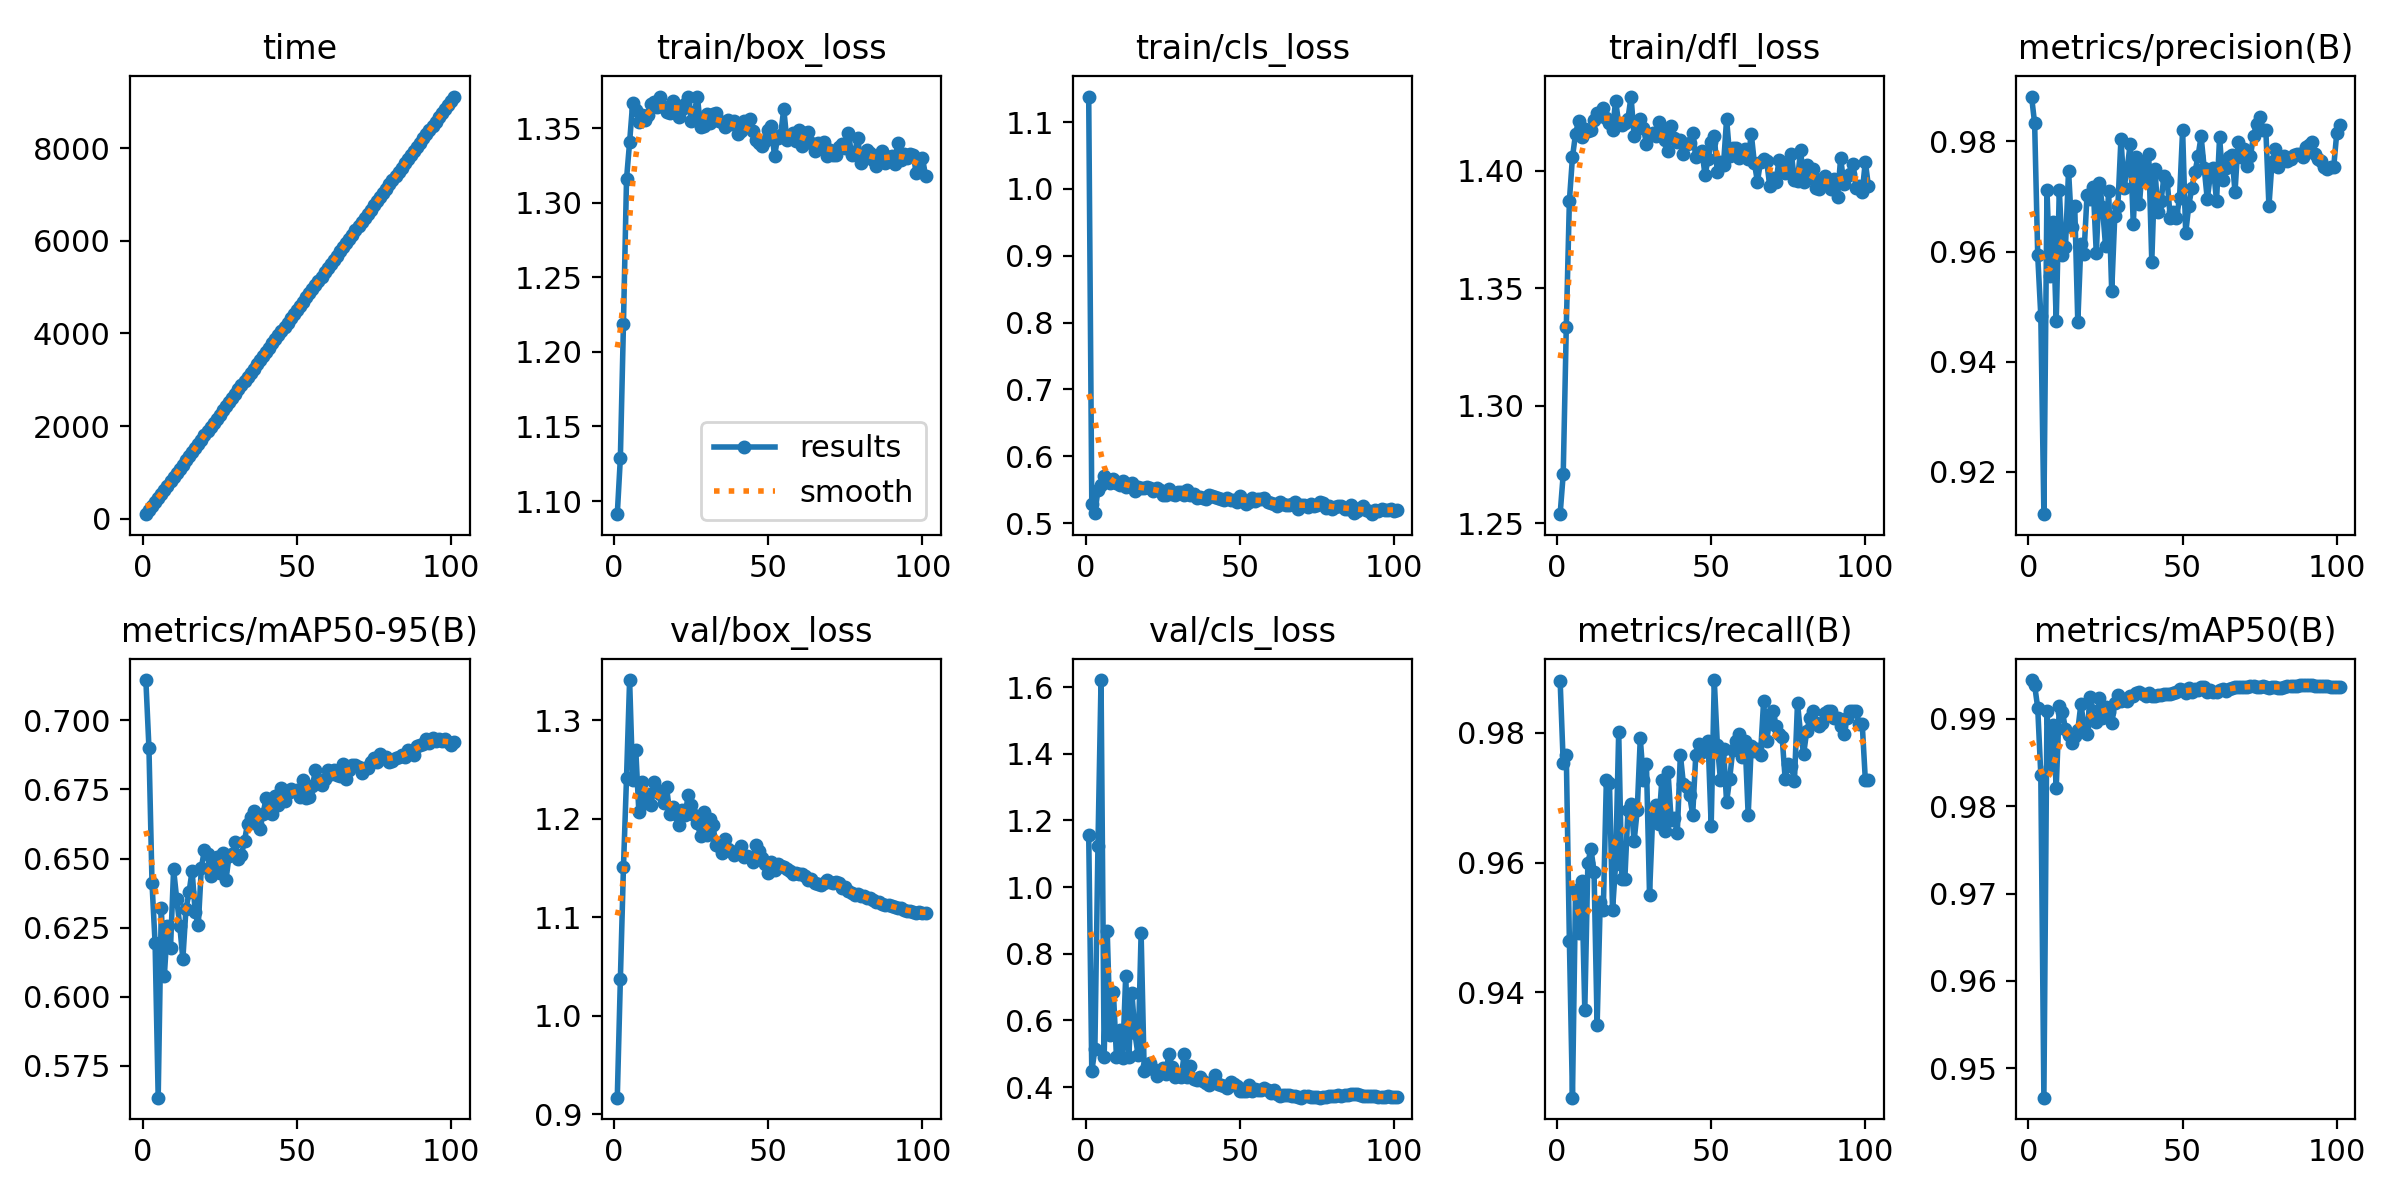 time
8000
6000
4000
2000
0
0 50 100
train/box_loss
1.35
1.30
1.25
1.20
1.15
1.10
results
smooth
0 50 100
train/cls_loss
1.1
1.0
0.9
0.8
0.7
0.6
0.5
0 50 100
train/dfl_loss
1.40
1.35
1.30
1.25
0 50 100
metrics/precision(B)
0.98
0.96
0.94
0.92
0 50 100
metrics/mAP50-95(B)
0.700
0.675
0.650
0.625
0.600
0.575
0 50 100
val/box_loss
1.3
1.2
1.1
1.0
0.9
0 50 100
val/cls_loss
1.6
1.4
1.2
1.0
0.8
0.6
0.4
0 50 100
metrics/recall(B)
0.98
0.96
0.94
0 50 100
metrics/mAP50(B)
0.99
0.98
0.97
0.96
0.95
0 50 100